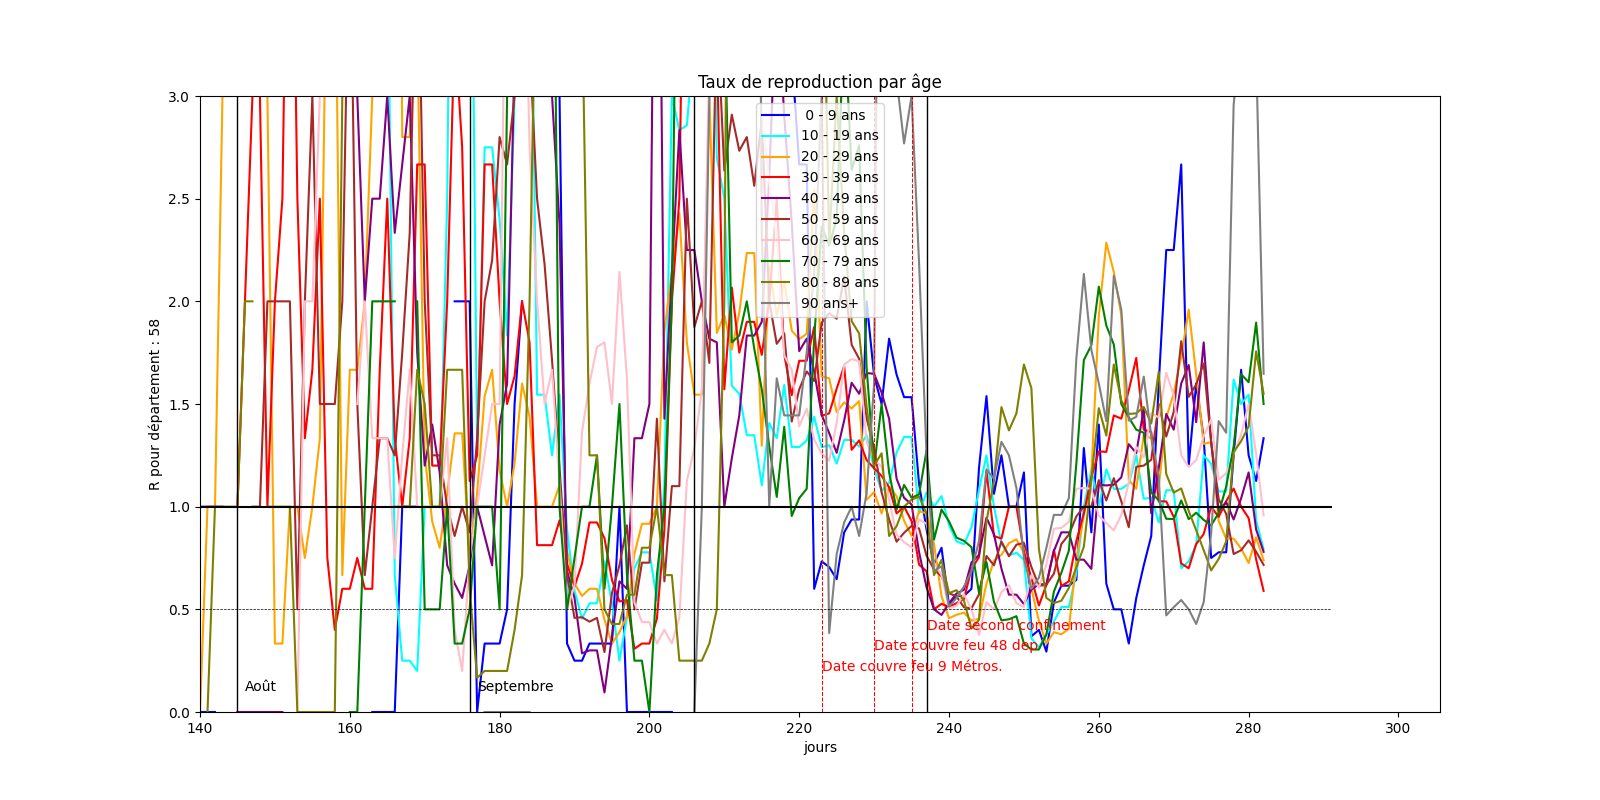 Taux de reproduction par âge
R pour département : 58
3.0
2.5
2.0
1.5
1.0
0.5
0.0
0 - 9 ans
10 - 19 ans
20 - 29 ans
30 - 39 ans
40 - 49 ans
50 - 59 ans
60 - 69 ans
70 - 79 ans
80 - 89 ans
90 ans+
Date second confinement
Date couvre feu 48 dep.
Date couvre feu 9 Métros.
Août
Septembre
140
160
180
200
220
240
260
280
300
jours